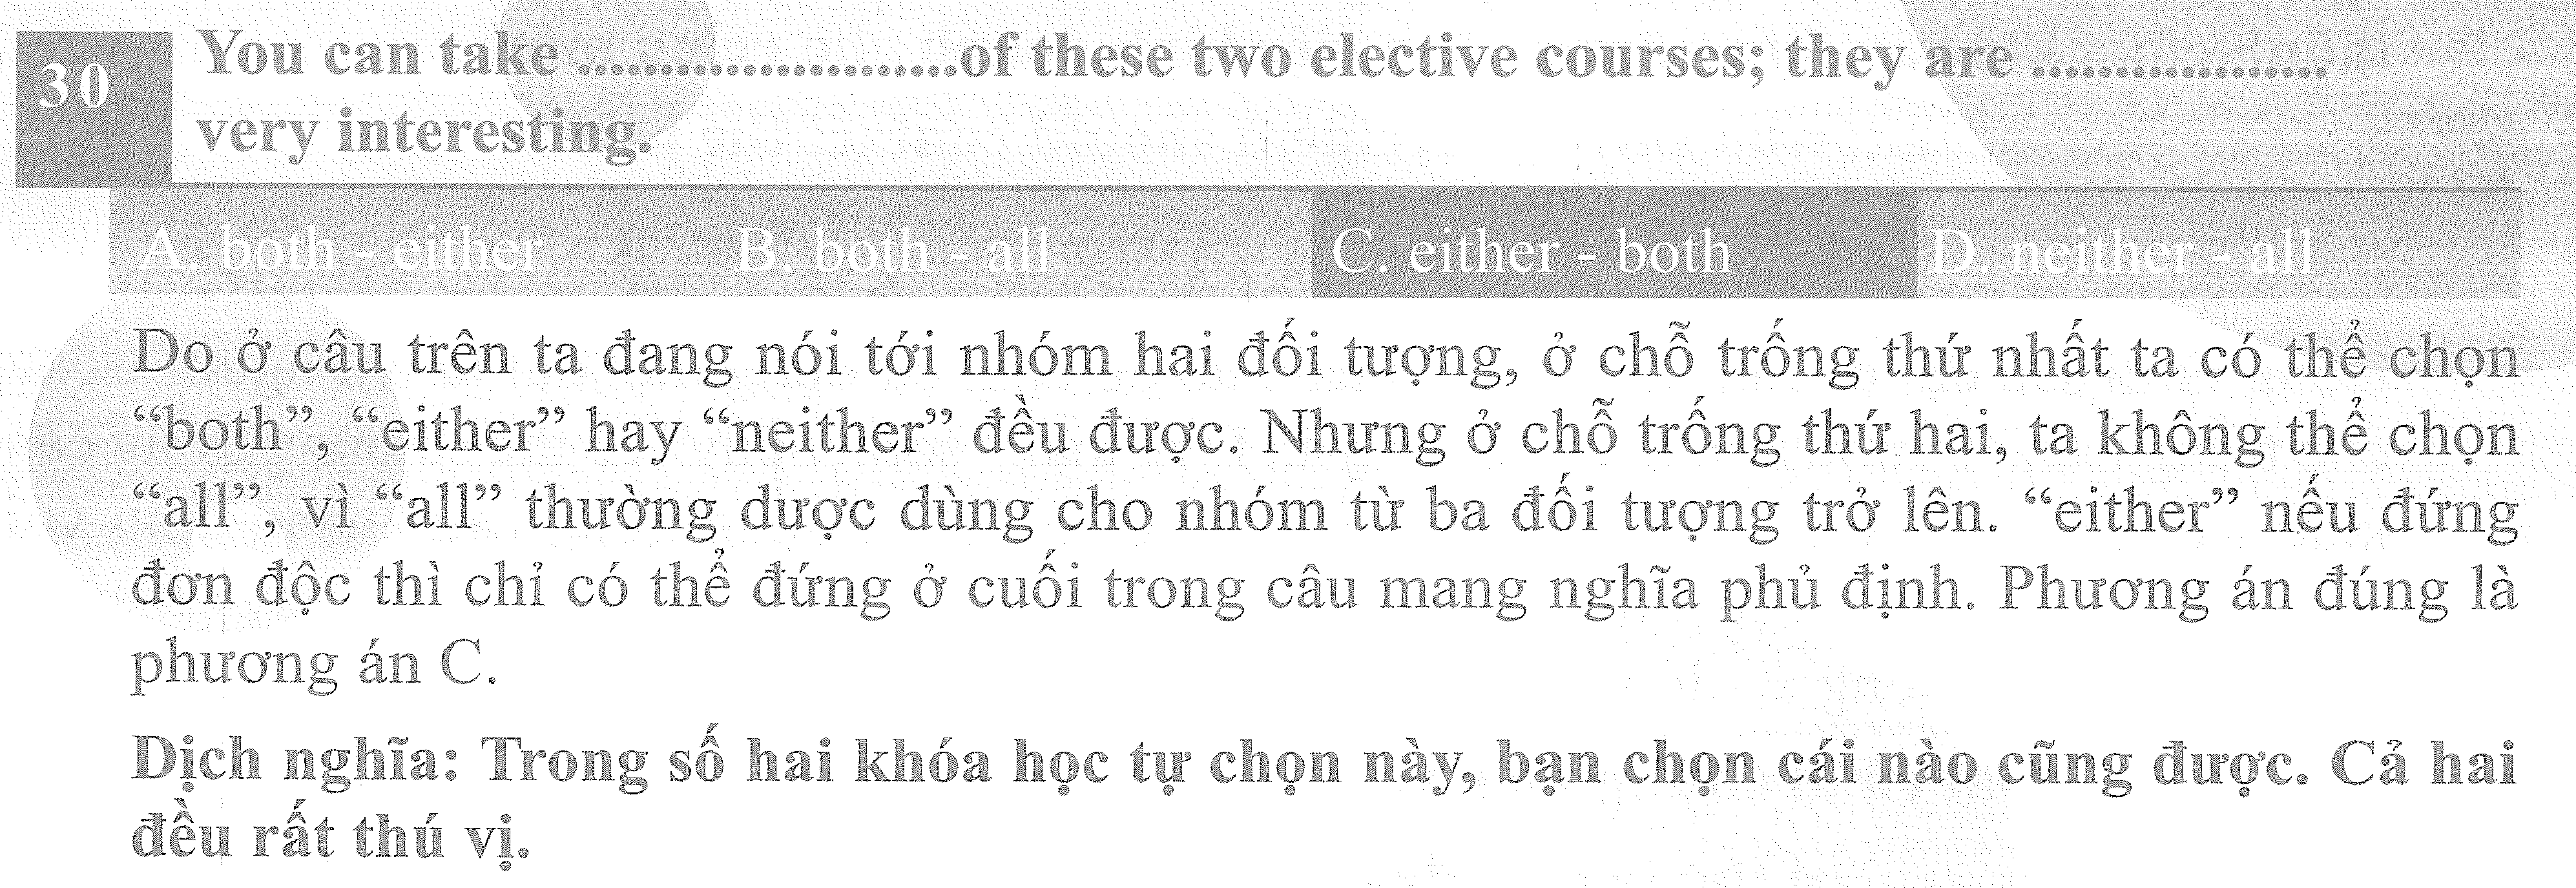 30
You can take ........................of these two elective courses; they are ...................
very interesting.
A. both - either B. both - all C. either - both D. neither - all
Do ở câu trên ta đang nói tới nhóm hai đối tượng, ở chỗ trống thứ nhất ta có thể chọn
“both”, “either” hay “neither” đều được. Nhưng ở chỗ trống thứ hai, ta không thể chọn
“all”, vì “all” thường dược dùng cho nhóm từ ba đối tượng trở lên. “either” nếu đứng
đơn độc thì chỉ có thể đứng ở cuối trong câu mang nghĩa phủ định. Phương án đúng là
phương án C.
Dịch nghĩa: Trong số hai khóa học tự chọn này, bạn chọn cái nào cũng được. Cả hai
đều rất thú vị.